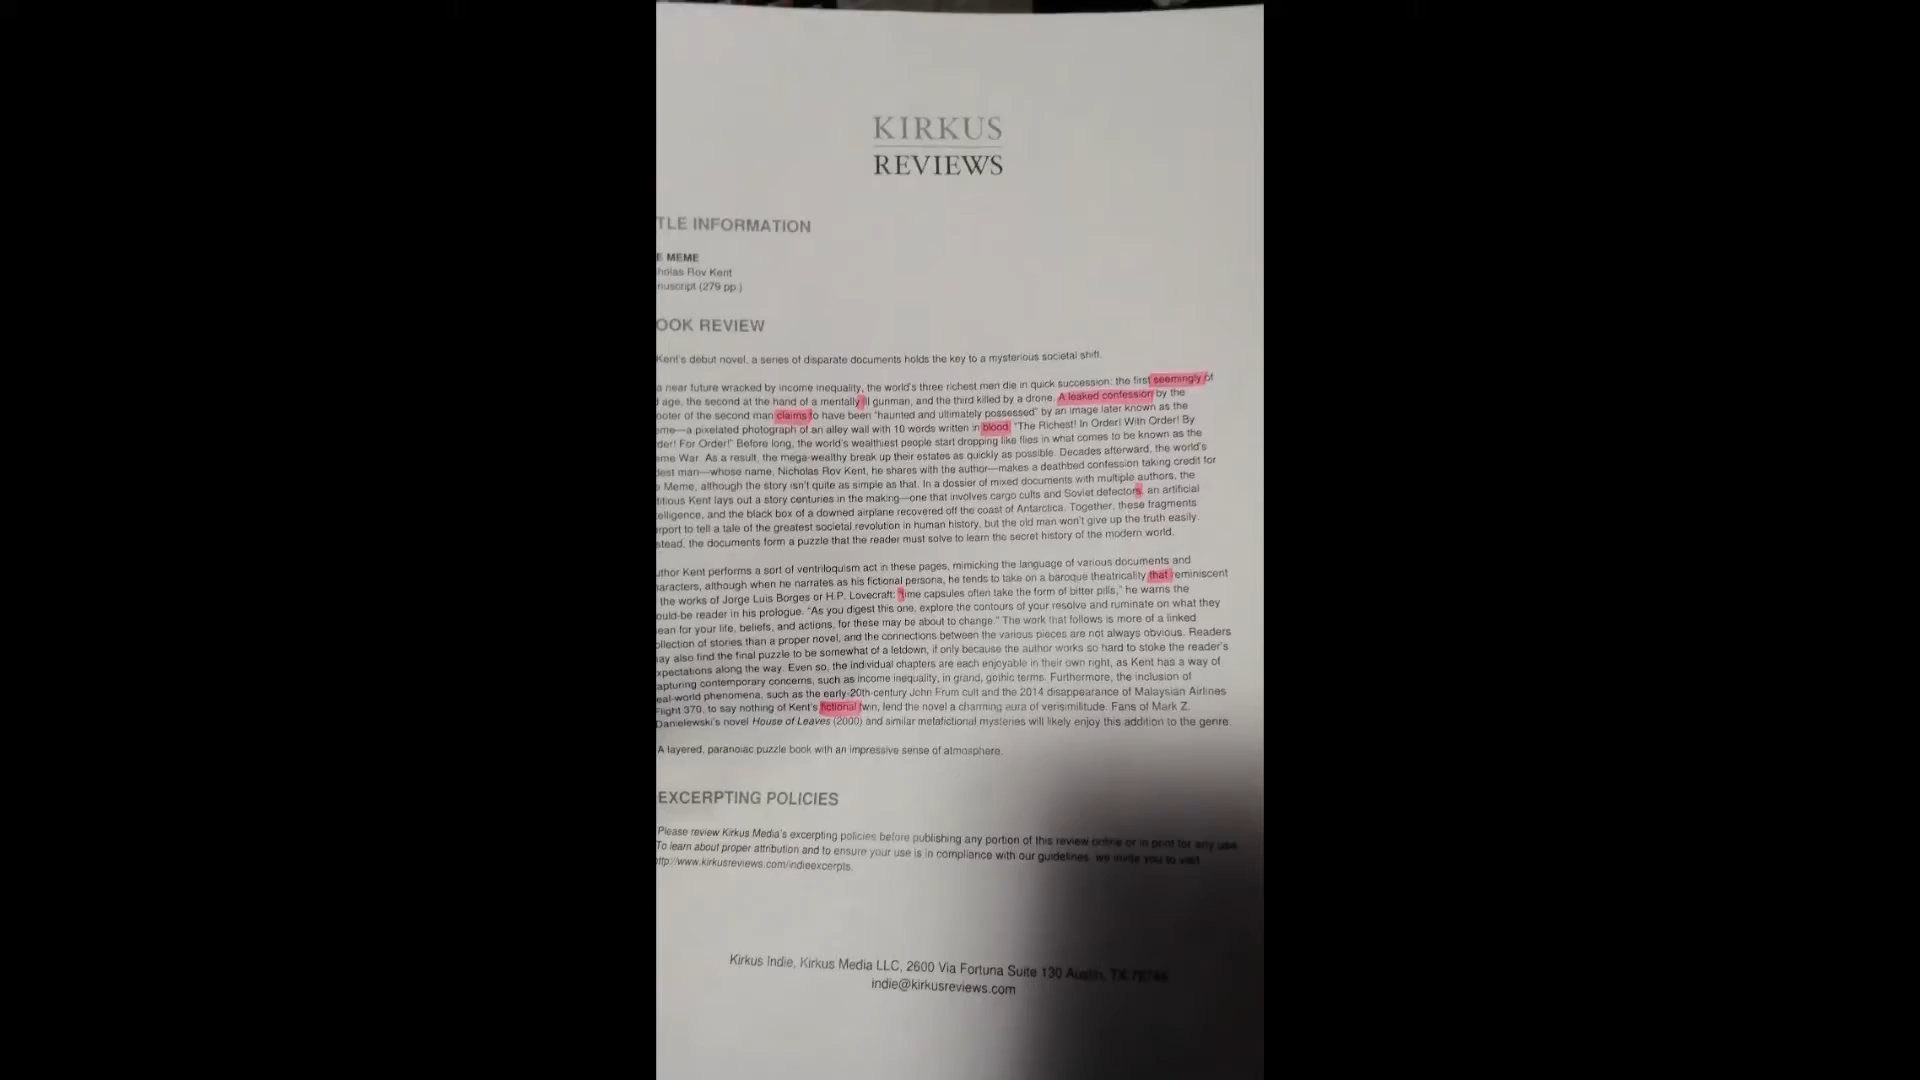 KIRKUS
REVIEWS
TLE INFORMATION
E MEME
holas Rov Kent
nuscript (279 pp.)
OOK REVIEW
Kent's debut novel, a series of disparate documents holds the key to a mysterious societal shift.
a near future wracked by income inequality, the world's three richest men die in quick succession: the first seemingly of
l age, the second at the hand of a mentally ill gunman, and the third killed by a drone. A leaked confession by the
ooter of the second man claims to have been "haunted and ultimately possessed" by an image later known as the
eme—a pixelated photograph of an alley wall with 10 words written in blood: "The Richest! In Order! With Order! By
der! For Order!" Before long, the world's wealthiest people start dropping like flies in what comes to be known as the
eme War. As a result, the mega-wealthy break up their estates as quickly as possible. Decades afterward, the world's
dest man—whose name, Nicholas Rov Kent, he shares with the author—makes a deathbed confession taking credit for
e Meme, although the story isn't quite as simple as that. In a dossier of mixed documents with multiple authors, the
titious Kent lays out a story centuries in the making—one that involves cargo cults and Soviet defectors, an artificial
elligence, and the black box of a downed airplane recovered off the coast of Antarctica. Together, these fragments
rport to tell a tale of the greatest societal revolution in human history, but the old man won't give up the truth easily.
stead, the documents form a puzzle that the reader must solve to learn the secret history of the modern world.
uthor Kent performs a sort of ventriloquism act in these pages, mimicking the language of various documents and
haracters, although when he narrates as his fictional persona, he tends to take on a baroque theatricality that reminiscent
the works of Jorge Luis Borges or H.P. Lovecraft: "Time capsules often take the form of bitter pills," he warns the
ould-be reader in his prologue. "As you digest this one, explore the contours of your resolve and ruminate on what they
ean for your life, beliefs, and actions, for these may be about to change." The work that follows is more of a linked
ollection of stories than a proper novel, and the connections between the various pieces are not always obvious. Readers
ay also find the final puzzle to be somewhat of a letdown, if only because the author works so hard to stoke the reader's
xpectations along the way. Even so, the individual chapters are each enjoyable in their own right, as Kent has a way of
apturing contemporary concerns, such as income inequality, in grand, gothic terms. Furthermore, the inclusion of
eal-world phenomena, such as the early-20th-century John Frum cult and the 2014 disappearance of Malaysian Airlines
Flight 370, to say nothing of Kent's fictional twin, lend the novel a charming aura of verisimilitude. Fans of Mark Z.
Danielewski's novel House of Leaves (2000) and similar metafictional mysteries will likely enjoy this addition to the genre.
A layered, paranoiac puzzle book with an impressive sense of atmosphere.
EXCERPTING POLICIES
Please review Kirkus Media's excerpting policies before publishing any portion of this review online or in print for any use.
To learn about proper attribution and to ensure your use is in compliance with our guidelines, we invite you to visit
http://www.kirkusreviews.com/indieexcerpts.
Kirkus Indie, Kirkus Media LLC, 2600 Via Fortuna Suite 130 Austin, TX 78746
indie@kirkusreviews.com